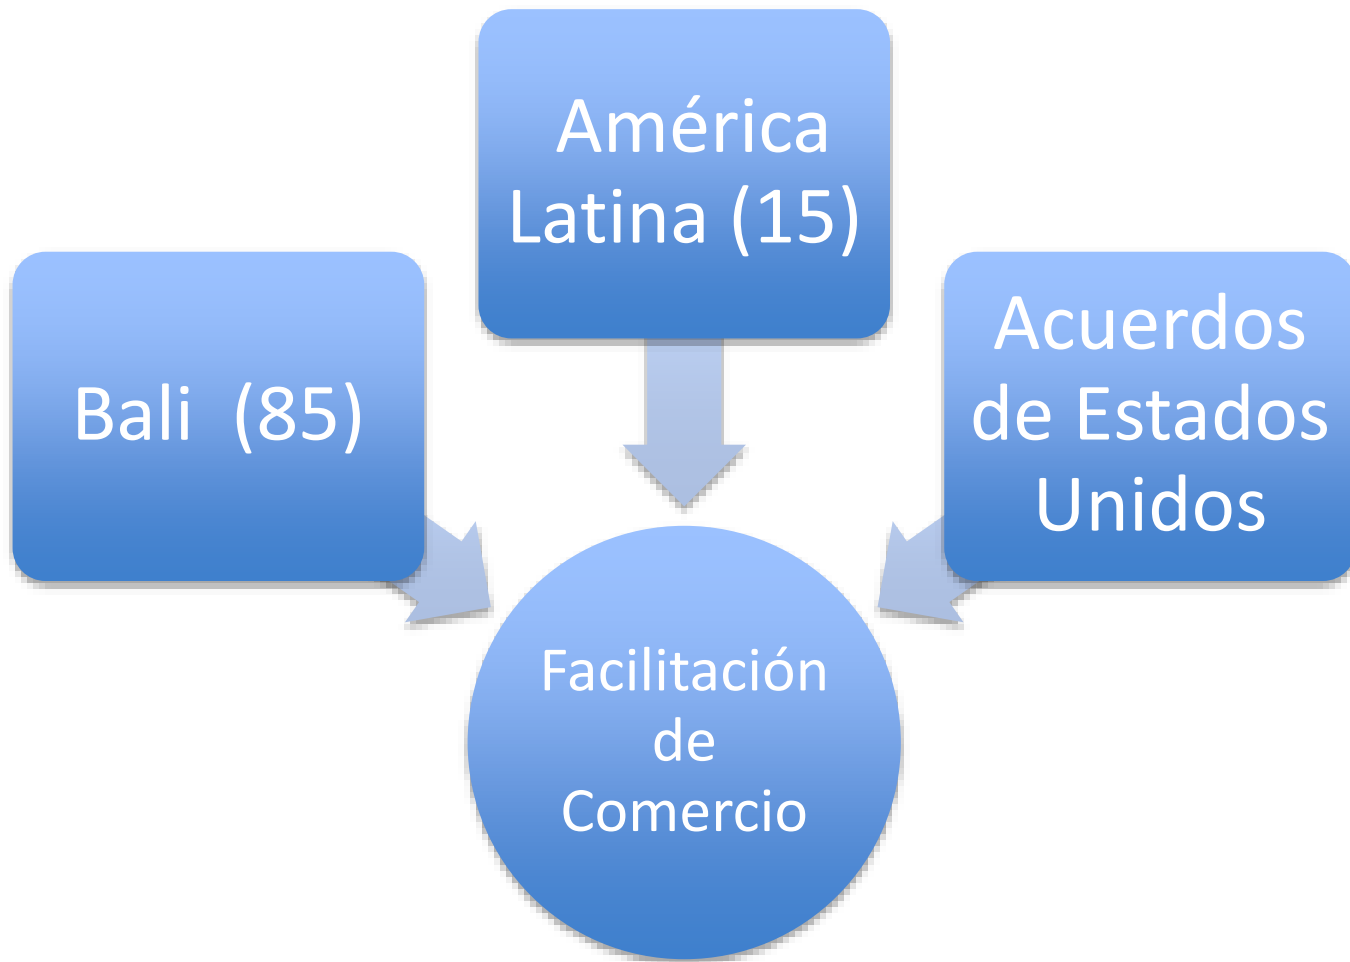 América
Latina (15)
Bali (85)
Acuerdos
de Estados
Unidos
Facilitación
de
Comercio